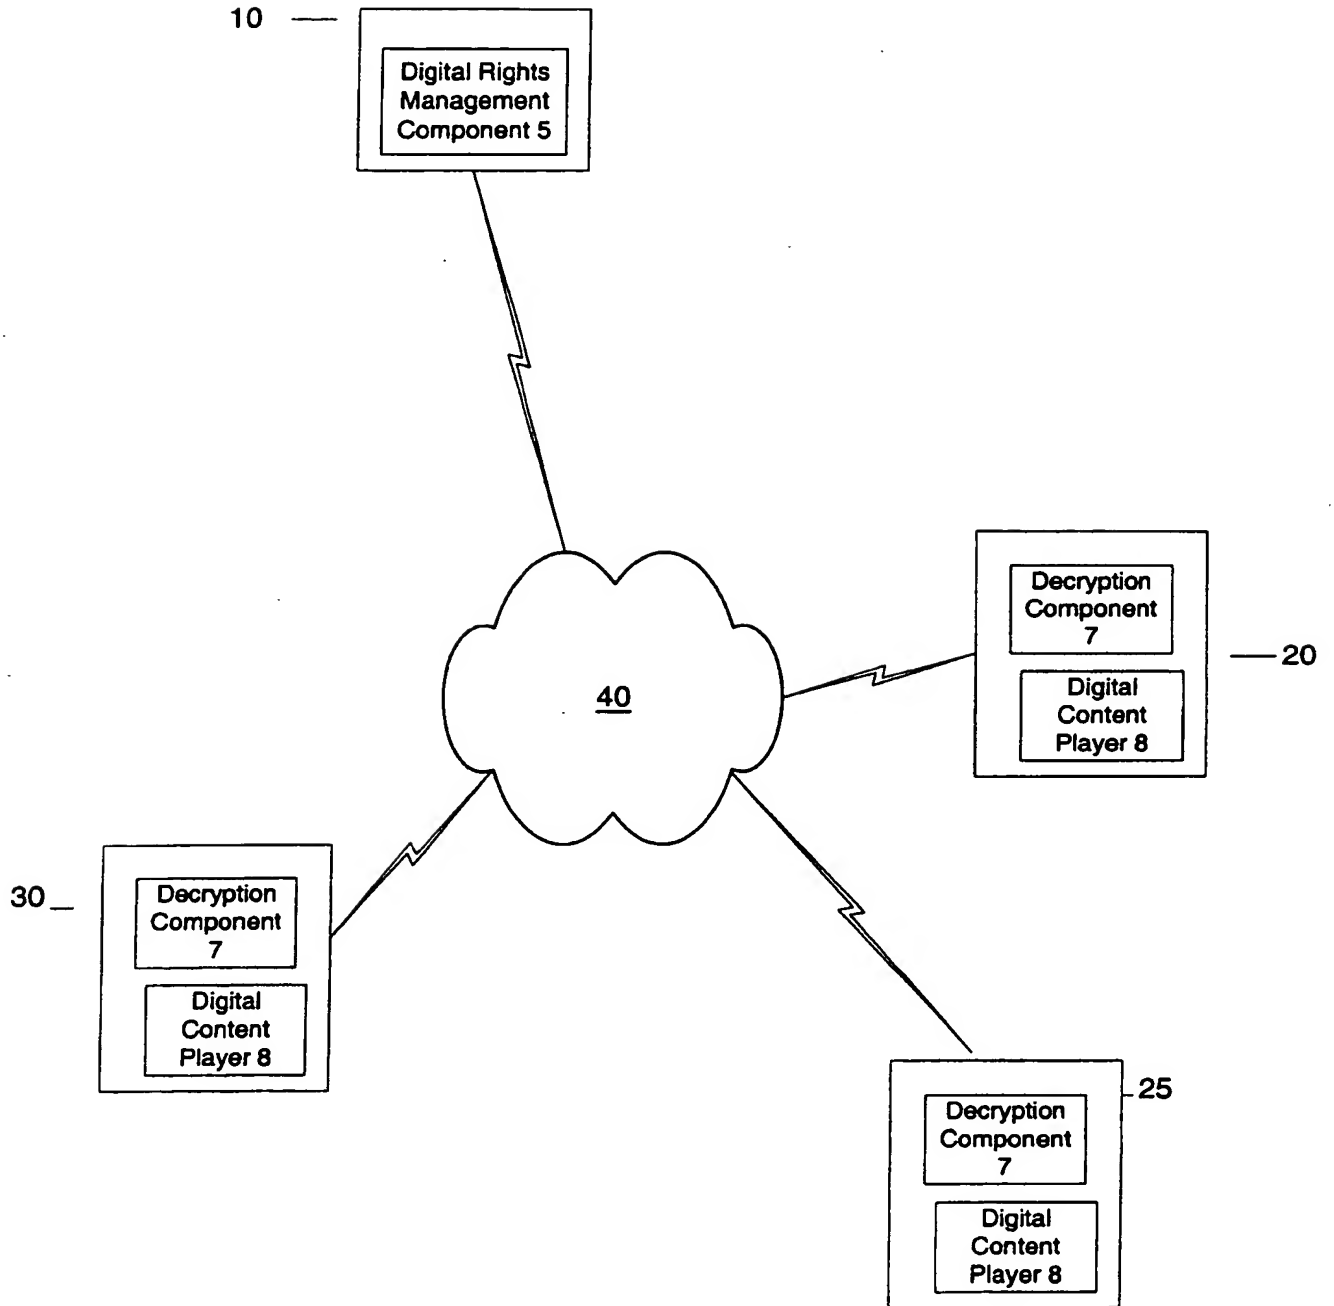 10
Digital Rights
Management
Component 5
40
Decryption
Component
7
Digital
Content
Player 8
20
30
Decryption
Component
7
Digital
Content
Player 8
25
Decryption
Component
7
Digital
Content
Player 8